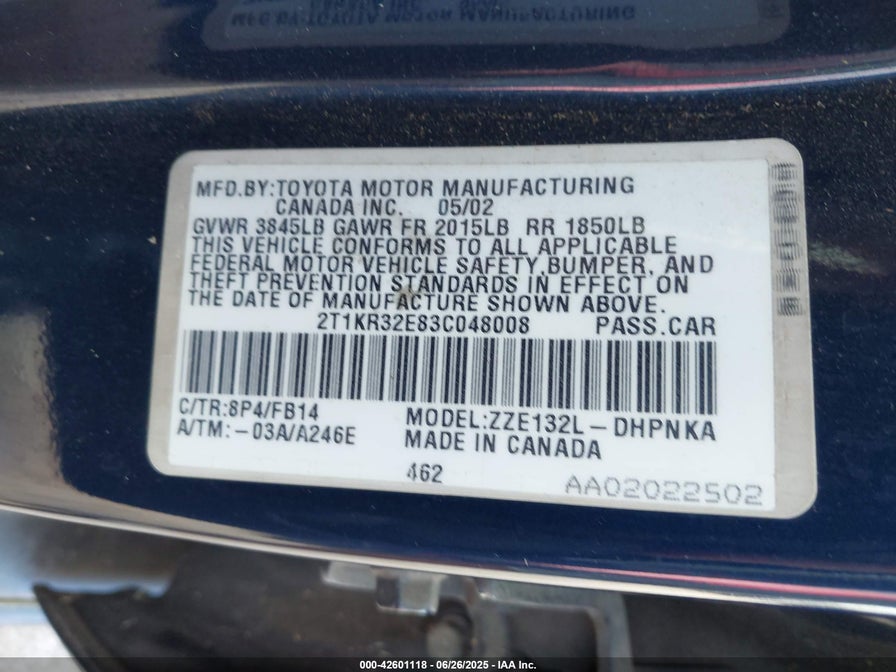 MFD.BY:TOYOTA MOTOR MANUFACTURING
CANADA INC. 05/02
GVWR 3845LB GAWR FR 2015LB RR 1850LB
THIS VEHICLE CONFORMS TO ALL APPLICABLE
FEDERAL MOTOR VEHICLE SAFETY,BUMPER, AND
THEFT PREVENTION STANDARDS IN EFFECT ON
THE DATE OF MANUFACTURE SHOWN ABOVE.
2T1KR32E83C048008 PASS.CAR
C/TR:8P4/FB14 MODEL:ZZE132L-DHPNKA
A/TM:-03A/A246E MADE IN CANADA
462
AA02022502
000-42601118 | 06/26/2025 - IAA Inc.